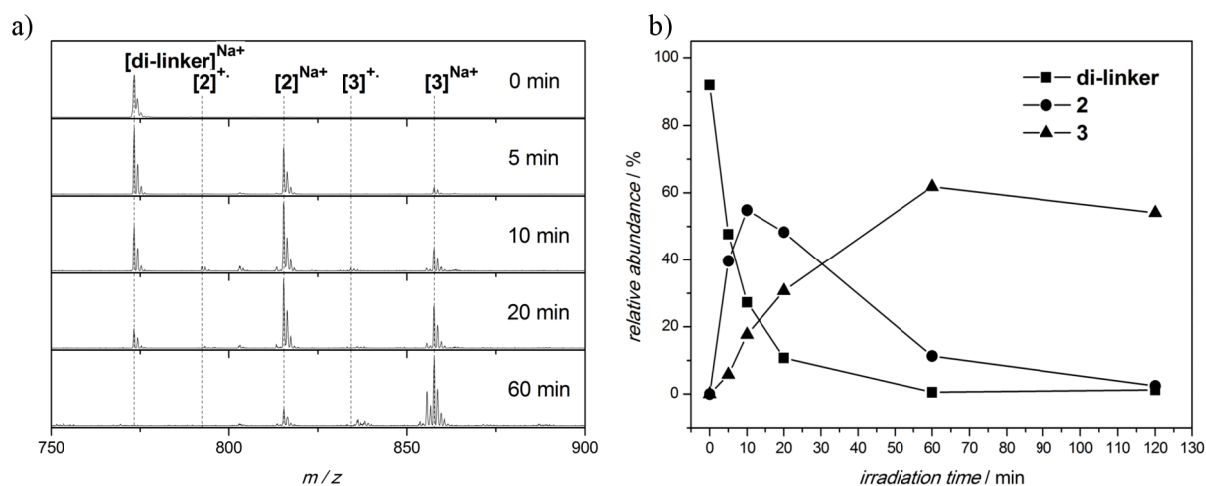 a)
[di-linker]Na+
[2]+. [2]Na+ [3]+. [3]Na+
0 min
5 min
10 min
20 min
60 min
750 800 850 900
m / z
b)
relative abundance / %
100
80
60
40
20
0
di-linker
2
3
0 10 20 30 40 50 60 70 80 90 100 110 120 130
irradiation time / min